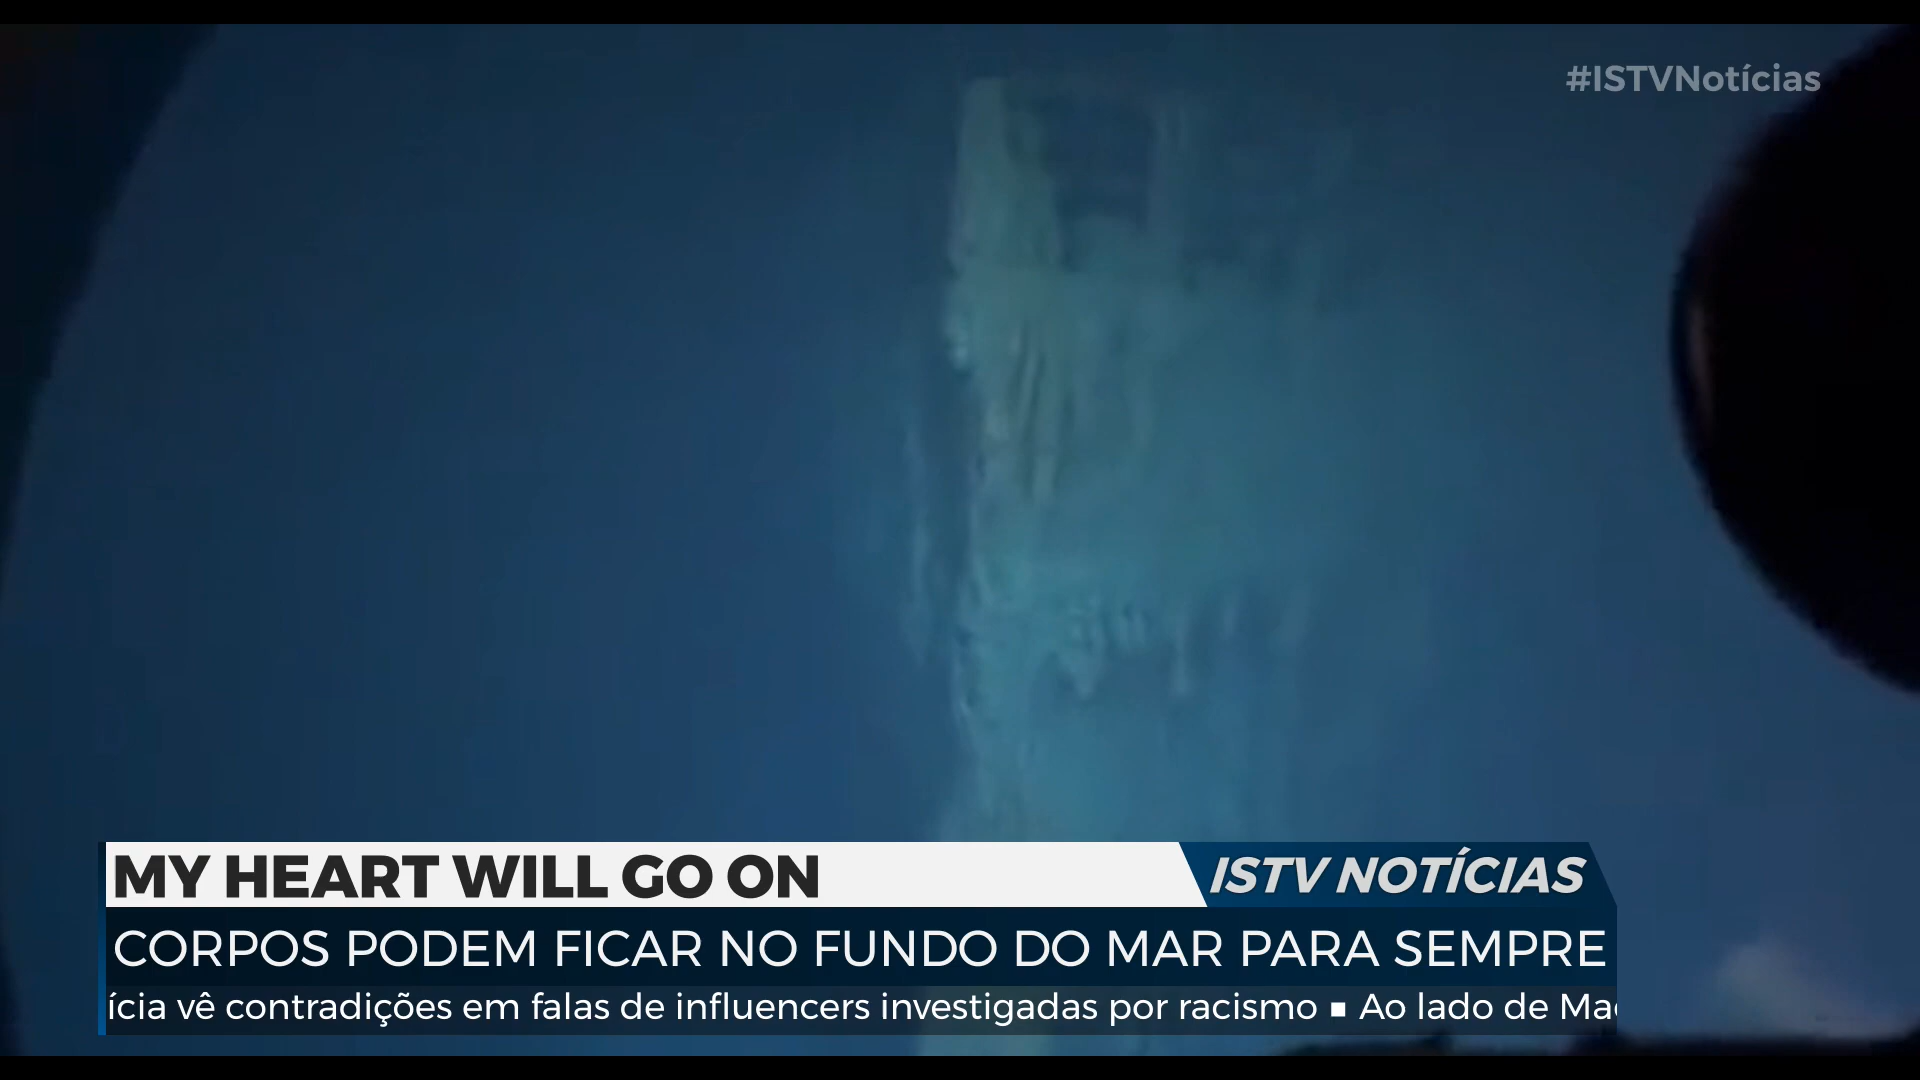 #ISTVNotícias
MY HEART WILL GO ON
ISTV NOTÍCIAS
CORPOS PODEM FICAR NO FUNDO DO MAR PARA SEMPRE
ícia vê contradições em falas de influencers investigadas por racismo ▪ Ao lado de